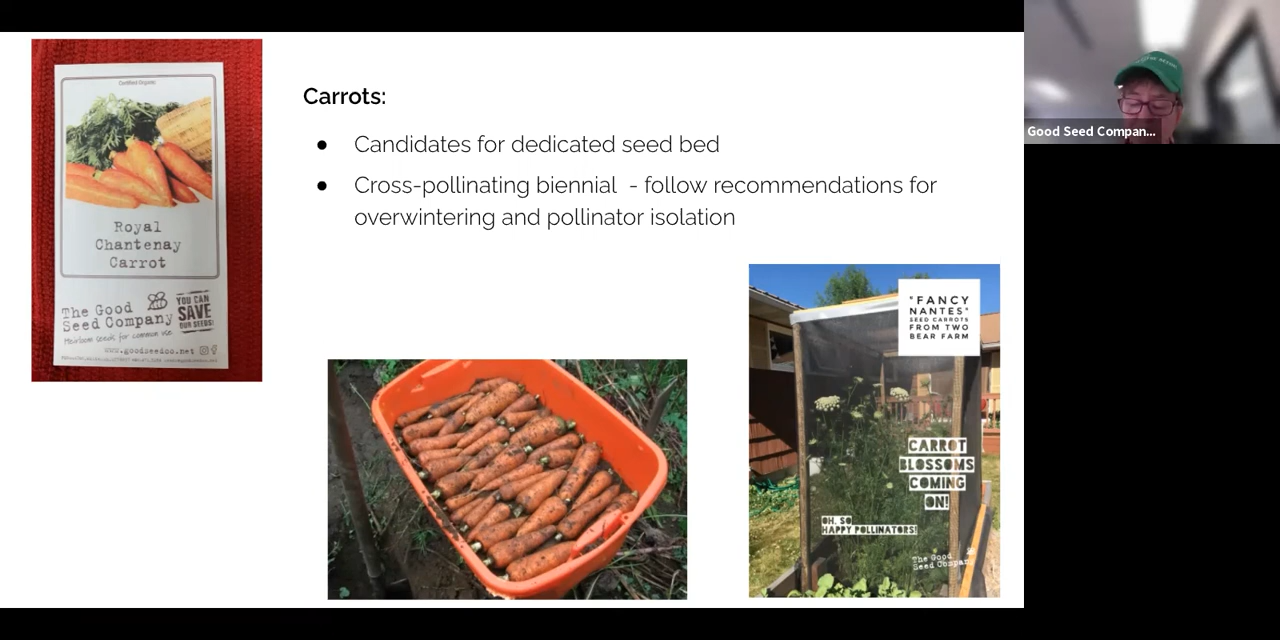 Certified Organic
Royal
Chantenay
Carrot
The Good
Seed Company
YOU CAN
SAVE
OUR SEEDS!
Heirloom seeds for common use
www.goodseedco.net
Carrots:
● Candidates for dedicated seed bed
● Cross-pollinating biennial - follow recommendations for
overwintering and pollinator isolation
"FANCY
NANTES"
SEED CARROTS
FROM TWO
BEAR FARM
CARROT
BLOSSOMS
COMING
ON!
OH, SO
HAPPY POLLINATORS!
The Good
Seed Company
Good Seed Compan...